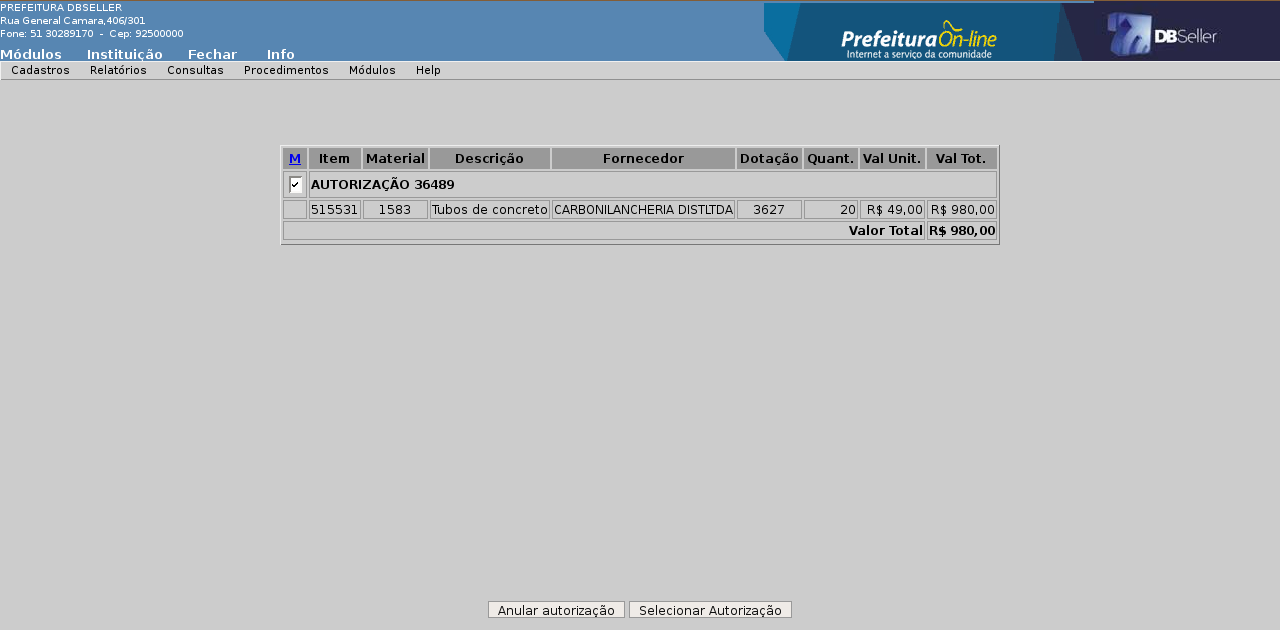 PREFEITURA DBSELLER
Rua General Camara,406/301
Fone: 51 30289170 - Cep: 92500000
Módulos Instituição Fechar Info
Prefeitura On-line
Internet a serviço da comunidade
DBSeller
Cadastros Relatórios Consultas Procedimentos Módulos Help
M Item Material Descrição Fornecedor Dotação Quant. Val Unit. Val Tot.
AUTORIZAÇÃO 36489
515531 1583 Tubos de concreto CARBONILANCHERIA DISTLTDA 3627 20 R$ 49,00 R$ 980,00
Valor Total R$ 980,00
Anular autorização Selecionar Autorização